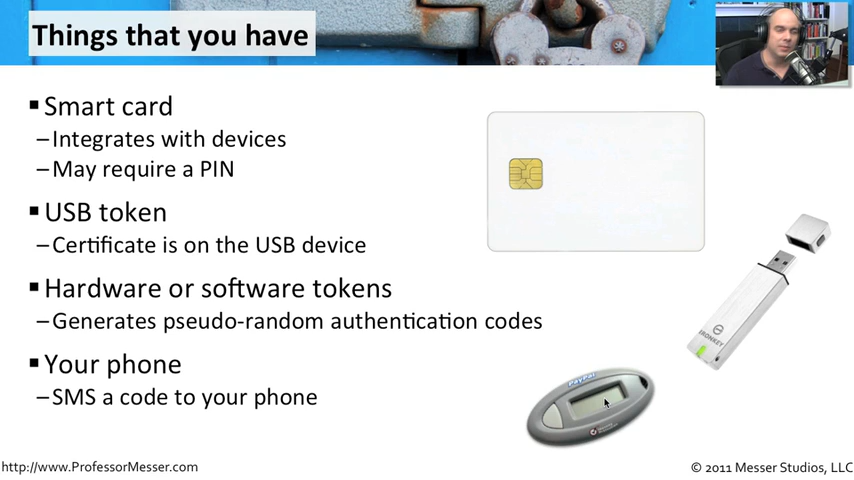 Things that you have
▪Smart card
–Integrates with devices
–May require a PIN
▪USB token
–Certificate is on the USB device
▪Hardware or software tokens
–Generates pseudo-random authentication codes
▪Your phone
–SMS a code to your phone
IRONKEY
PayPal
http://www.ProfessorMesser.com
© 2011 Messer Studios, LLC